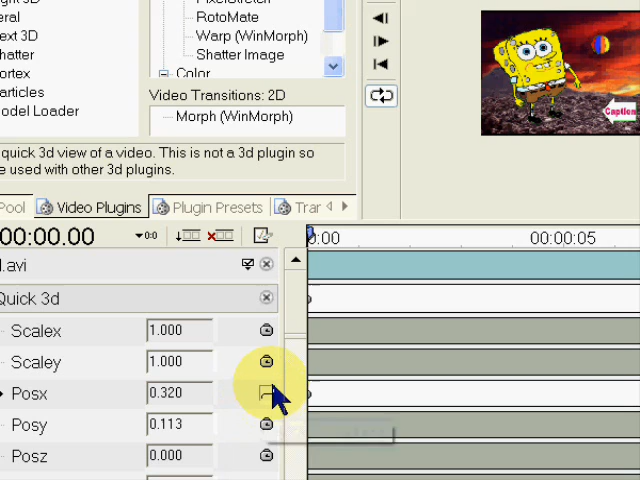 PixelStretch
RotoMate
Warp (WinMorph)
Shatter Image
Color
eral
ext 3D
hatter
ortex
articles
odel Loader
Video Transitions: 2D
Morph (WinMorph)
quick 3d view of a video. This is not a 3d plugin so
e used with other 3d plugins.
Pool
Video Plugins
Plugin Presets
Trar
Caption
00:00.00
0:00
00:00:05
l.avi
Quick 3d
Scalex 1.000
Scaley 1.000
Posx 0.320
Posy 0.113
Posz 0.000